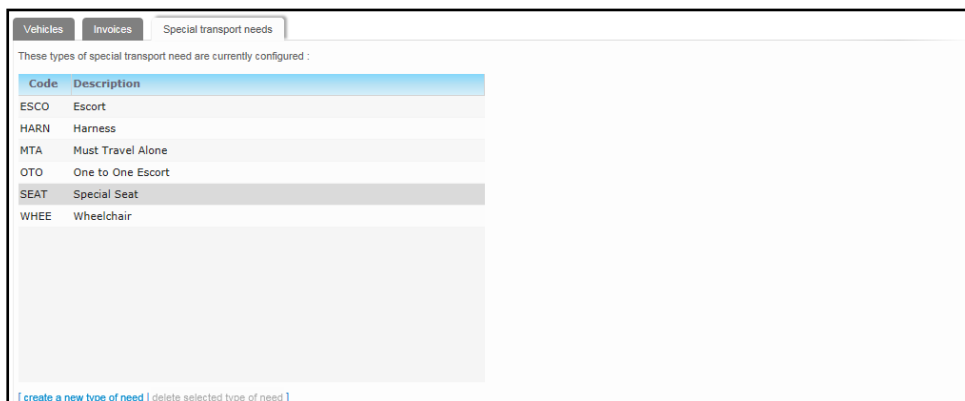 Vehicles Invoices Special transport needs
These types of special transport need are currently configured :
Code Description
ESCO Escort
HARN Harness
MTA Must Travel Alone
OTO One to One Escort
SEAT Special Seat
WHEE Wheelchair
[ create a new type of need | delete selected type of need ]